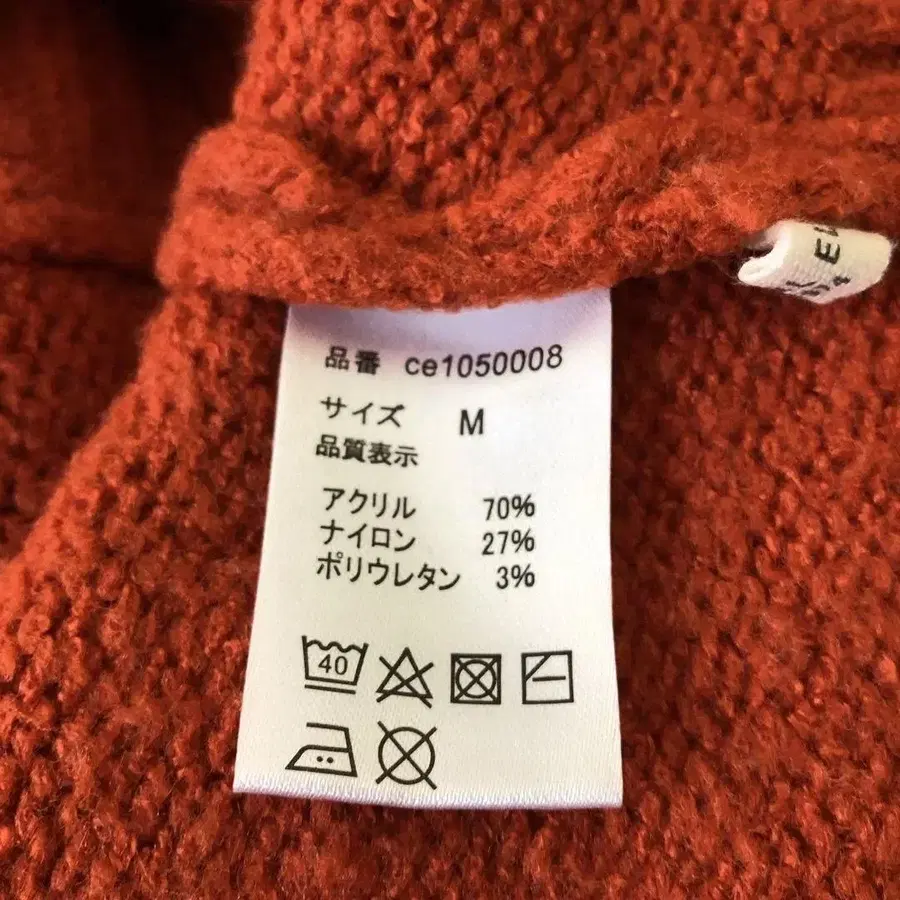 品番 ce1050008
サイズ M
品質表示
アクリル 70%
ナイロン 27%
ポリウレタン 3%
40